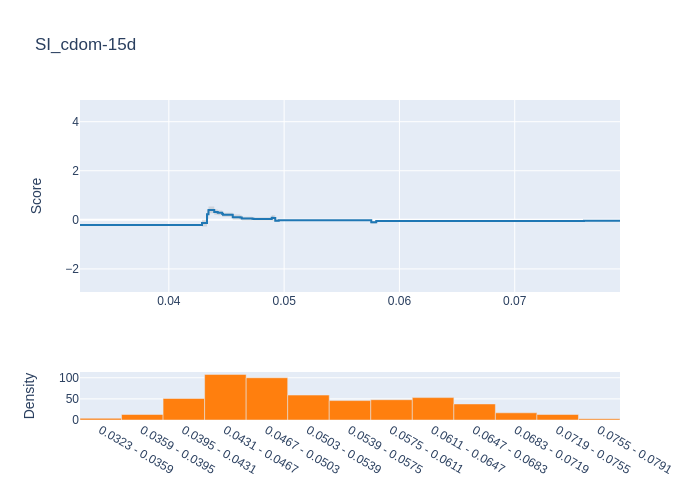 SI_cdom-15d
Score
4
2
0
−2
0.04
0.05
0.06
0.07
Density
100
50
0
0.0323 - 0.0359
0.0359 - 0.0395
0.0395 - 0.0431
0.0431 - 0.0467
0.0467 - 0.0503
0.0503 - 0.0539
0.0539 - 0.0575
0.0575 - 0.0611
0.0611 - 0.0647
0.0647 - 0.0683
0.0683 - 0.0719
0.0719 - 0.0755
0.0755 - 0.0791